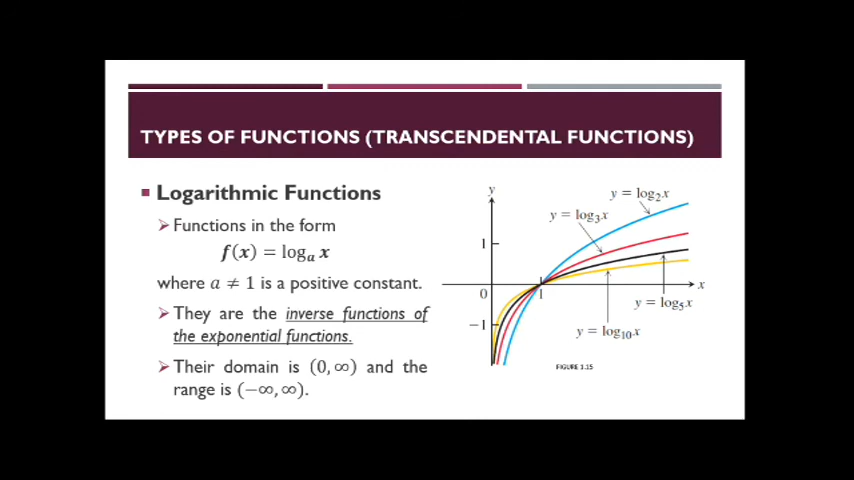 TYPES OF FUNCTIONS (TRANSCENDENTAL FUNCTIONS)
Logarithmic Functions
Functions in the form
f(x) = logₐ x
where a ≠ 1 is a positive constant.
They are the inverse functions of
the exponential functions.
Their domain is (0, ∞) and the
range is (−∞, ∞).
y
y = log₂x
y = log₃x
1
x
0
1
y = log₅x
−1
y = log₁₀x
FIGURE 1.15